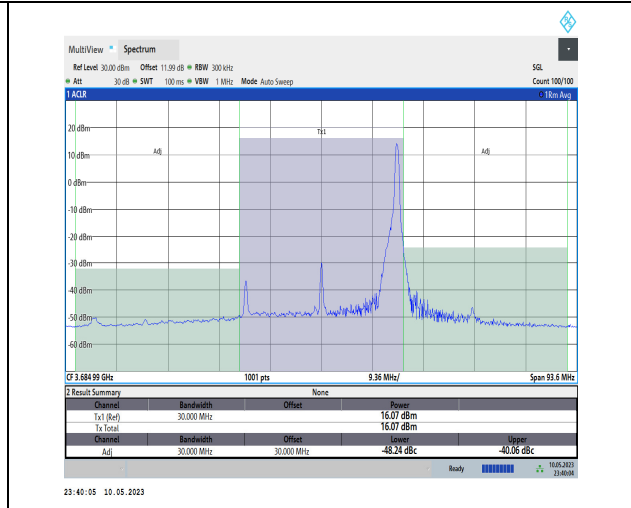 MultiView Spectrum
Ref Level 30.00 dBm Offset 11.99 dB RBW 300 kHz SGL
Att 30 dB SWT 100 ms VBW 1 MHz Mode Auto Sweep Count 100/100
1 ACLR 1Rm Avg
20 dBm
Tx1
Adj Adj
10 dBm
0 dBm
-10 dBm
-20 dBm
-30 dBm
-40 dBm
-50 dBm
-60 dBm
CF 3.684 99 GHz 1001 pts 9.36 MHz/ Span 93.6 MHz
2 Result Summary None
Channel Bandwidth Offset Power
Tx1 (Ref) 30.000 MHz 16.07 dBm
Tx Total 16.07 dBm
Channel Bandwidth Offset Lower Upper
Adj 30.000 MHz 30.000 MHz -48.24 dBc -40.06 dBc
Ready 10.05.2023
23:40:04
23:40:05 10.05.2023